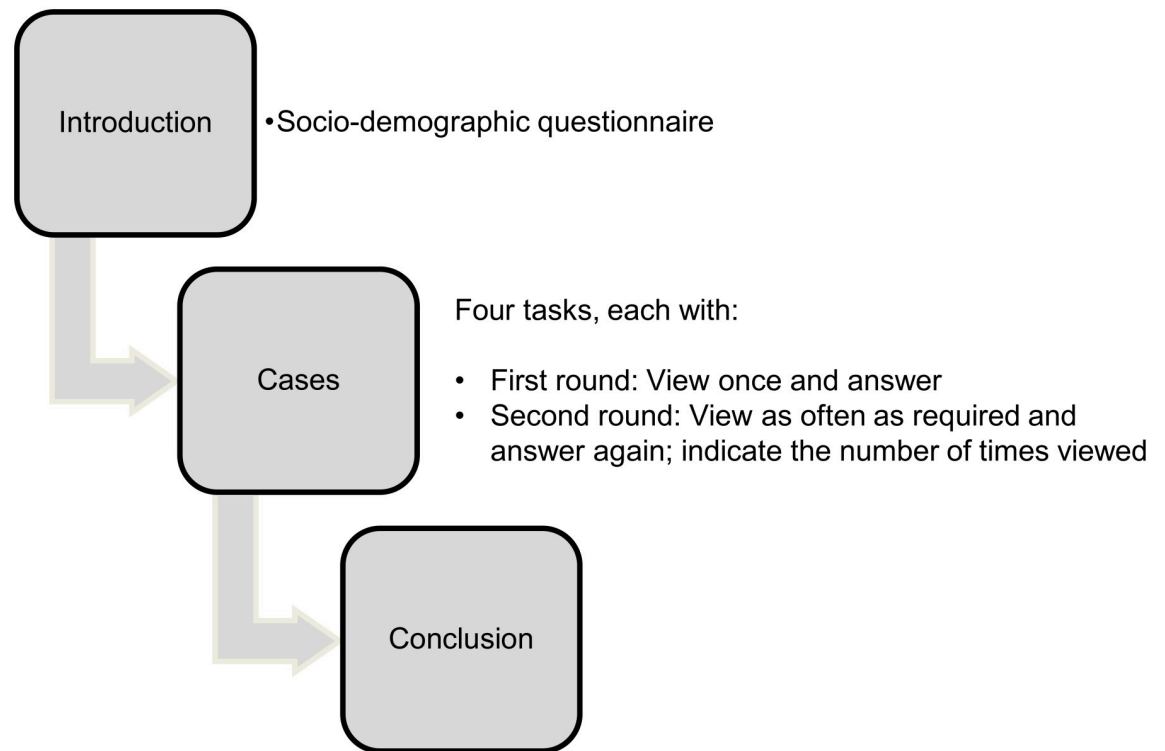 Introduction
•Socio-demographic questionnaire
Cases
Four tasks, each with:
• First round: View once and answer
• Second round: View as often as required and
answer again; indicate the number of times viewed
Conclusion